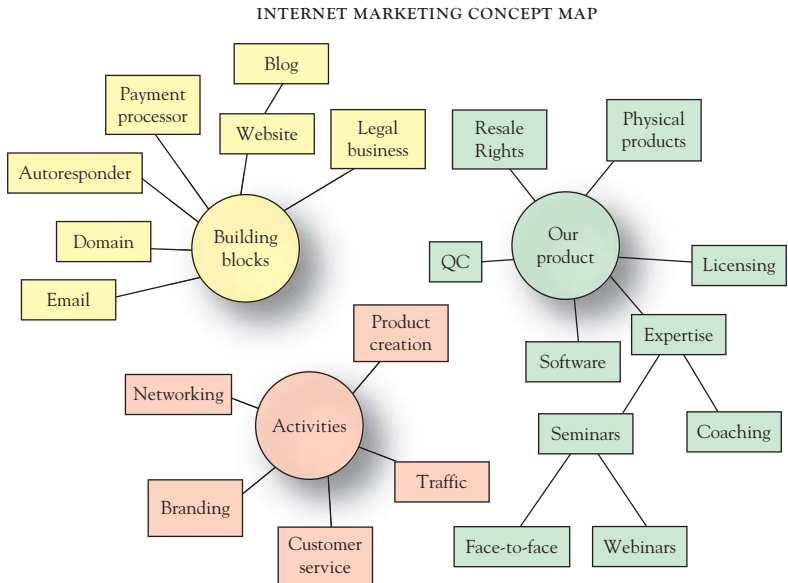 INTERNET MARKETING CONCEPT MAP
Blog
Payment
processor
Website
Legal
business
Autoresponder
Domain
Building
blocks
Email
Resale
Rights
Physical
products
Our
product
QC
Licensing
Expertise
Software
Seminars
Coaching
Face-to-face
Webinars
Product
creation
Networking
Activities
Traffic
Branding
Customer
service